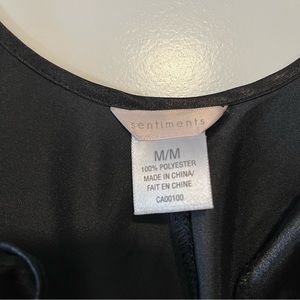 sentiments
M/M
100% POLYESTER
MADE IN CHINA/
FAIT EN CHINE
CA00100